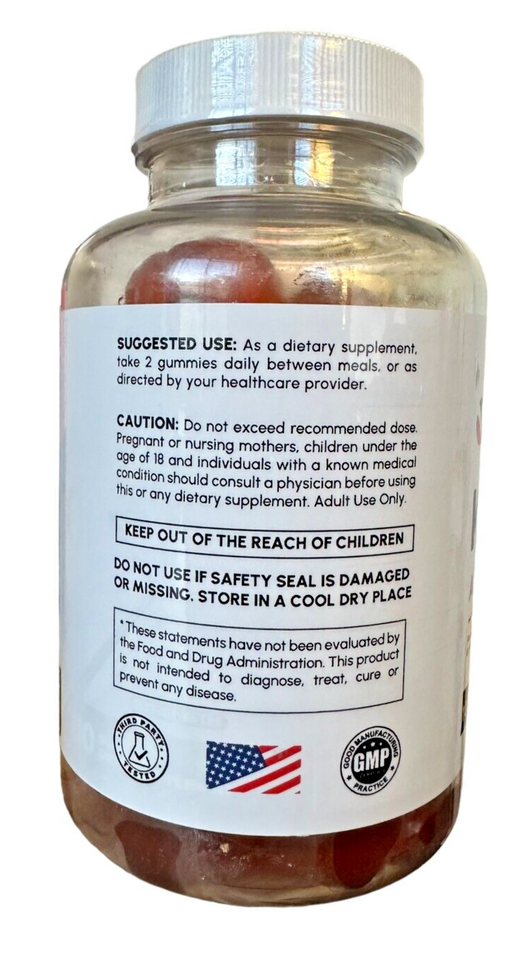 SUGGESTED USE: As a dietary supplement,
take 2 gummies daily between meals, or as
directed by your healthcare provider.
CAUTION: Do not exceed recommended dose.
Pregnant or nursing mothers, children under the
age of 18 and individuals with a known medical
condition should consult a physician before using
this or any dietary supplement. Adult Use Only.
KEEP OUT OF THE REACH OF CHILDREN
DO NOT USE IF SAFETY SEAL IS DAMAGED
OR MISSING. STORE IN A COOL DRY PLACE
*These statements have not been evaluated by
the Food and Drug Administration. This product
is not intended to diagnose, treat, cure or
prevent any disease.
THIRD PARTY
TESTED
GOOD MANUFACTURING
GMP
PRACTICE